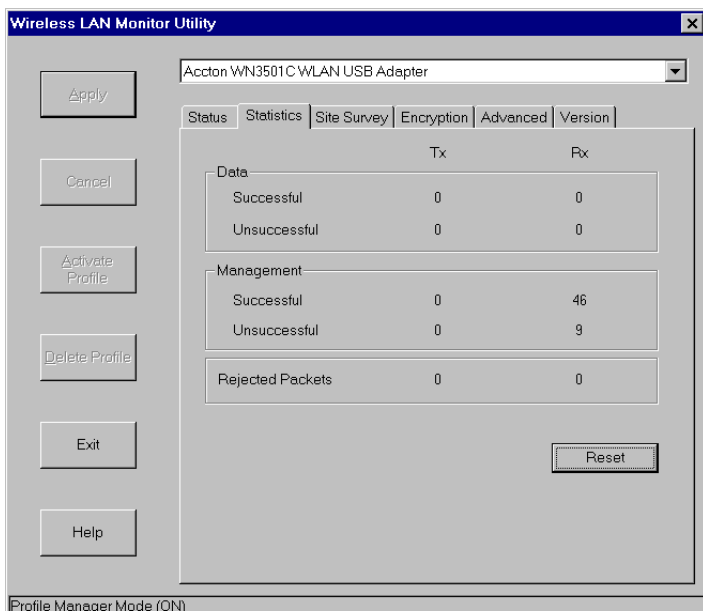 Wireless LAN Monitor Utility
Accton WN3501C WLAN USB Adapter
Apply
Cancel
Activate Profile
Delete Profile
Exit
Help
Status Statistics Site Survey Encryption Advanced Version
Tx Rx
Data
Successful 0 0
Unsuccessful 0 0
Management
Successful 0 46
Unsuccessful 0 9
Rejected Packets 0 0
Reset
Profile Manager Mode (ON)